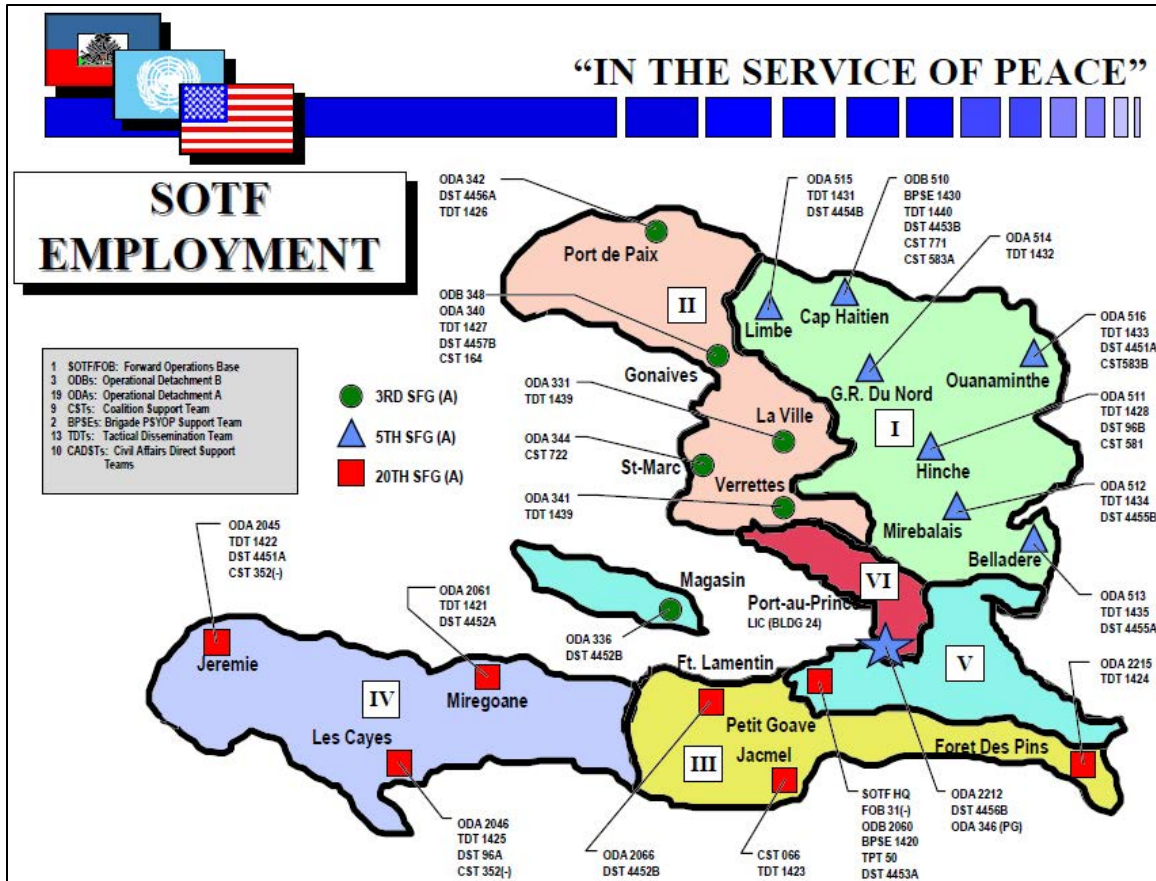 “IN THE SERVICE OF PEACE”
SOTF
EMPLOYMENT
1 SOTF/FOB: Forward Operations Base
3 ODBs: Operational Detachment B
19 ODAs: Operational Detachment A
9 CSTs: Coalition Support Team
2 BPSEs: Brigade PSYOP Support Team
13 TDTs: Tactical Dissemination Team
10 CADSTs: Civil Affairs Direct Support
Teams
3RD SFG (A)
5TH SFG (A)
20TH SFG (A)
ODA 342
DST 4456A
TDT 1426
ODA 515
TDT 1431
DST 4454B
ODB 510
BPSE 1430
TDT 1440
DST 4453B
CST 771
CST 583A
ODA 514
TDT 1432
ODB 348
ODA 340
TDT 1427
DST 4457B
CST 164
ODA 516
TDT 1433
DST 4451A
CST583B
ODA 331
TDT 1439
ODA 511
TDT 1428
DST 96B
CST 581
ODA 344
CST 722
ODA 341
TDT 1439
ODA 512
TDT 1434
DST 4455B
ODA 513
TDT 1435
DST 4455A
Port de Paix
II
Limbe
Cap Haitien
Gonaives
G.R. Du Nord
Ouanaminthe
La Ville
I
St-Marc
Hinche
Verrettes
Mirebalais
Belladere
VI
Magasin
Port-au-Prince
LIC (BLDG 24)
ODA 2045
TDT 1422
DST 4451A
CST 352(-)
ODA 2061
TDT 1421
DST 4452A
ODA 336
DST 4452B
Jeremie
Ft. Lamentin
V
ODA 2215
TDT 1424
IV
Miregoane
Les Cayes
Petit Goave
Jacmel
III
Foret Des Pins
ODA 2046
TDT 1425
DST 96A
CST 352(-)
ODA 2066
DST 4452B
CST 066
TDT 1423
SOTF HQ
FOB 31(-)
ODB 2060
BPSE 1420
TPT 50
DST 4453A
ODA 2212
DST 4456B
ODA 346 (PG)